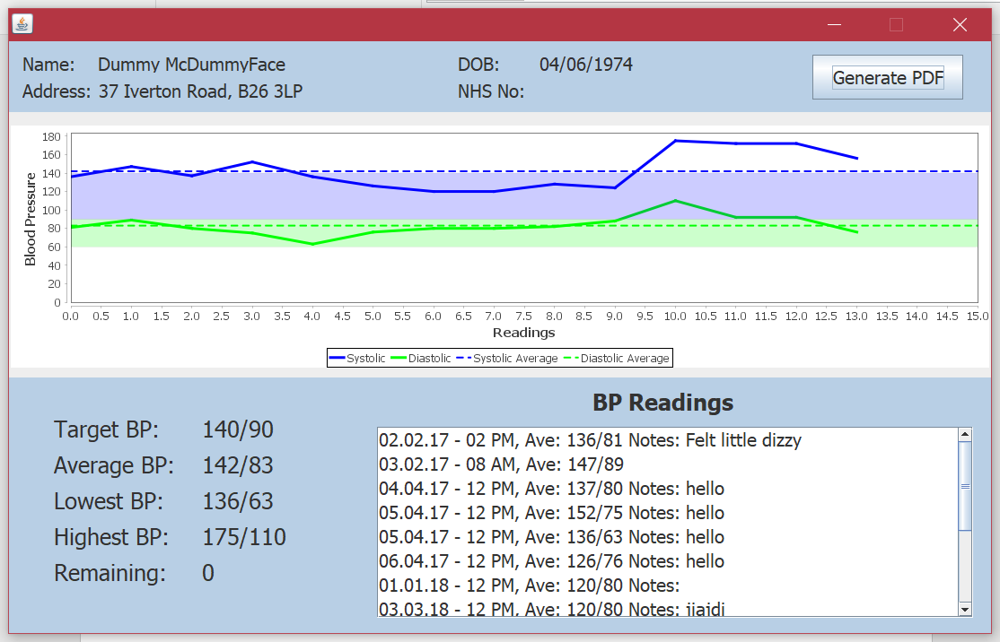 Name: Dummy McDummyFace DOB: 04/06/1974
Generate PDF
Address: 37 Iverton Road, B26 3LP NHS No:
180
160
140
120
100
80
60
40
20
0
Blood Pressure
0.0 0.5 1.0 1.5 2.0 2.5 3.0 3.5 4.0 4.5 5.0 5.5 6.0 6.5 7.0 7.5 8.0 8.5 9.0 9.5 10.0 10.5 11.0 11.5 12.0 12.5 13.0 13.5 14.0 14.5 15.0
Readings
Systolic Diastolic Systolic Average Diastolic Average
Target BP: 140/90
Average BP: 142/83
Lowest BP: 136/63
Highest BP: 175/110
Remaining: 0
BP Readings
02.02.17 - 02 PM, Ave: 136/81 Notes: Felt little dizzy
03.02.17 - 08 AM, Ave: 147/89
04.04.17 - 12 PM, Ave: 137/80 Notes: hello
05.04.17 - 12 PM, Ave: 152/75 Notes: hello
05.04.17 - 12 PM, Ave: 136/63 Notes: hello
06.04.17 - 12 PM, Ave: 126/76 Notes: hello
01.01.18 - 12 PM, Ave: 120/80 Notes:
03.03.18 - 12 PM, Ave: 120/80 Notes: